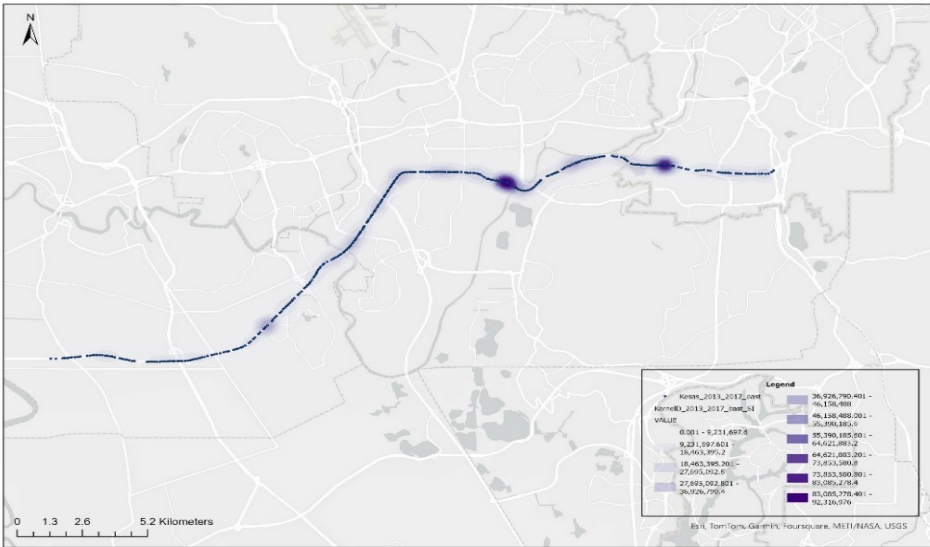 N
Legend
Kesas_2013_2017_east
KernelD_2013_2017_east_SI
VALUE
0.001 - 9,231,697.6
9,231,697.601 -
18,463,395.2
18,463,395.201 -
27,695,092.8
27,695,092.801 -
36,926,790.4
36,926,790.401 -
46,158,488
46,158,488.001 -
55,390,185.6
55,390,185.601 -
64,621,883.2
64,621,883.201 -
73,853,580.8
73,853,580.801 -
83,085,278.4
83,085,278.401 -
92,316,976
0 1.3 2.6 5.2 Kilometers
Esri, TomTom, Garmin, Foursquare, METI/NASA, USGS